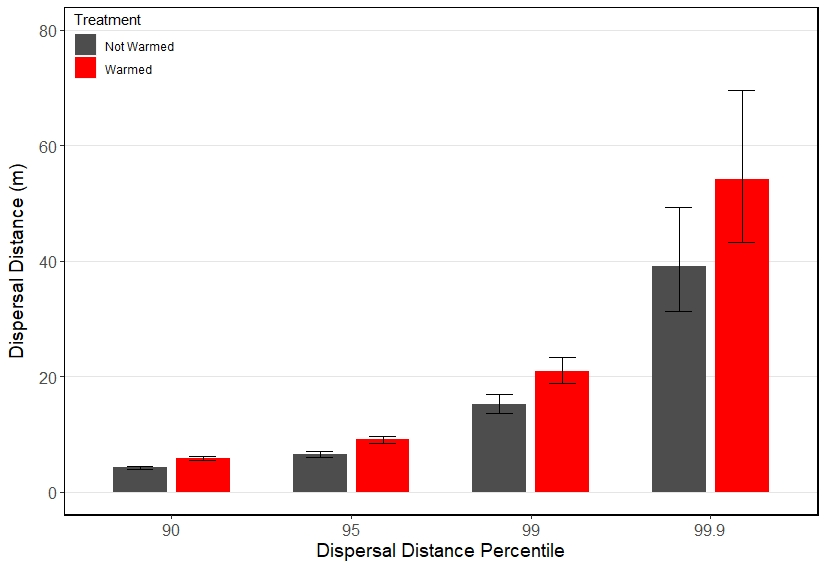 Treatment
Not Warmed
Warmed
80
60
40
20
0
Dispersal Distance (m)
90 95 99 99.9
Dispersal Distance Percentile